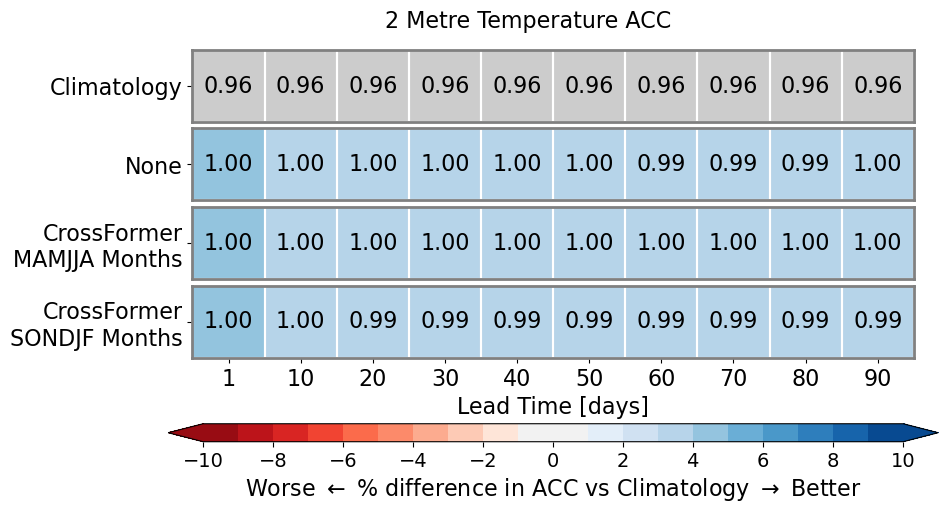 2 Metre Temperature ACC
Climatology 0.96 0.96 0.96 0.96 0.96 0.96 0.96 0.96 0.96 0.96
None 1.00 1.00 1.00 1.00 1.00 1.00 0.99 0.99 0.99 1.00
CrossFormer
MAMJJA Months 1.00 1.00 1.00 1.00 1.00 1.00 1.00 1.00 1.00 1.00
CrossFormer
SONDJF Months 1.00 1.00 0.99 0.99 0.99 0.99 0.99 0.99 0.99 0.99
1 10 20 30 40 50 60 70 80 90
Lead Time [days]
−10 −8 −6 −4 −2 0 2 4 6 8 10
Worse ← % difference in ACC vs Climatology → Better